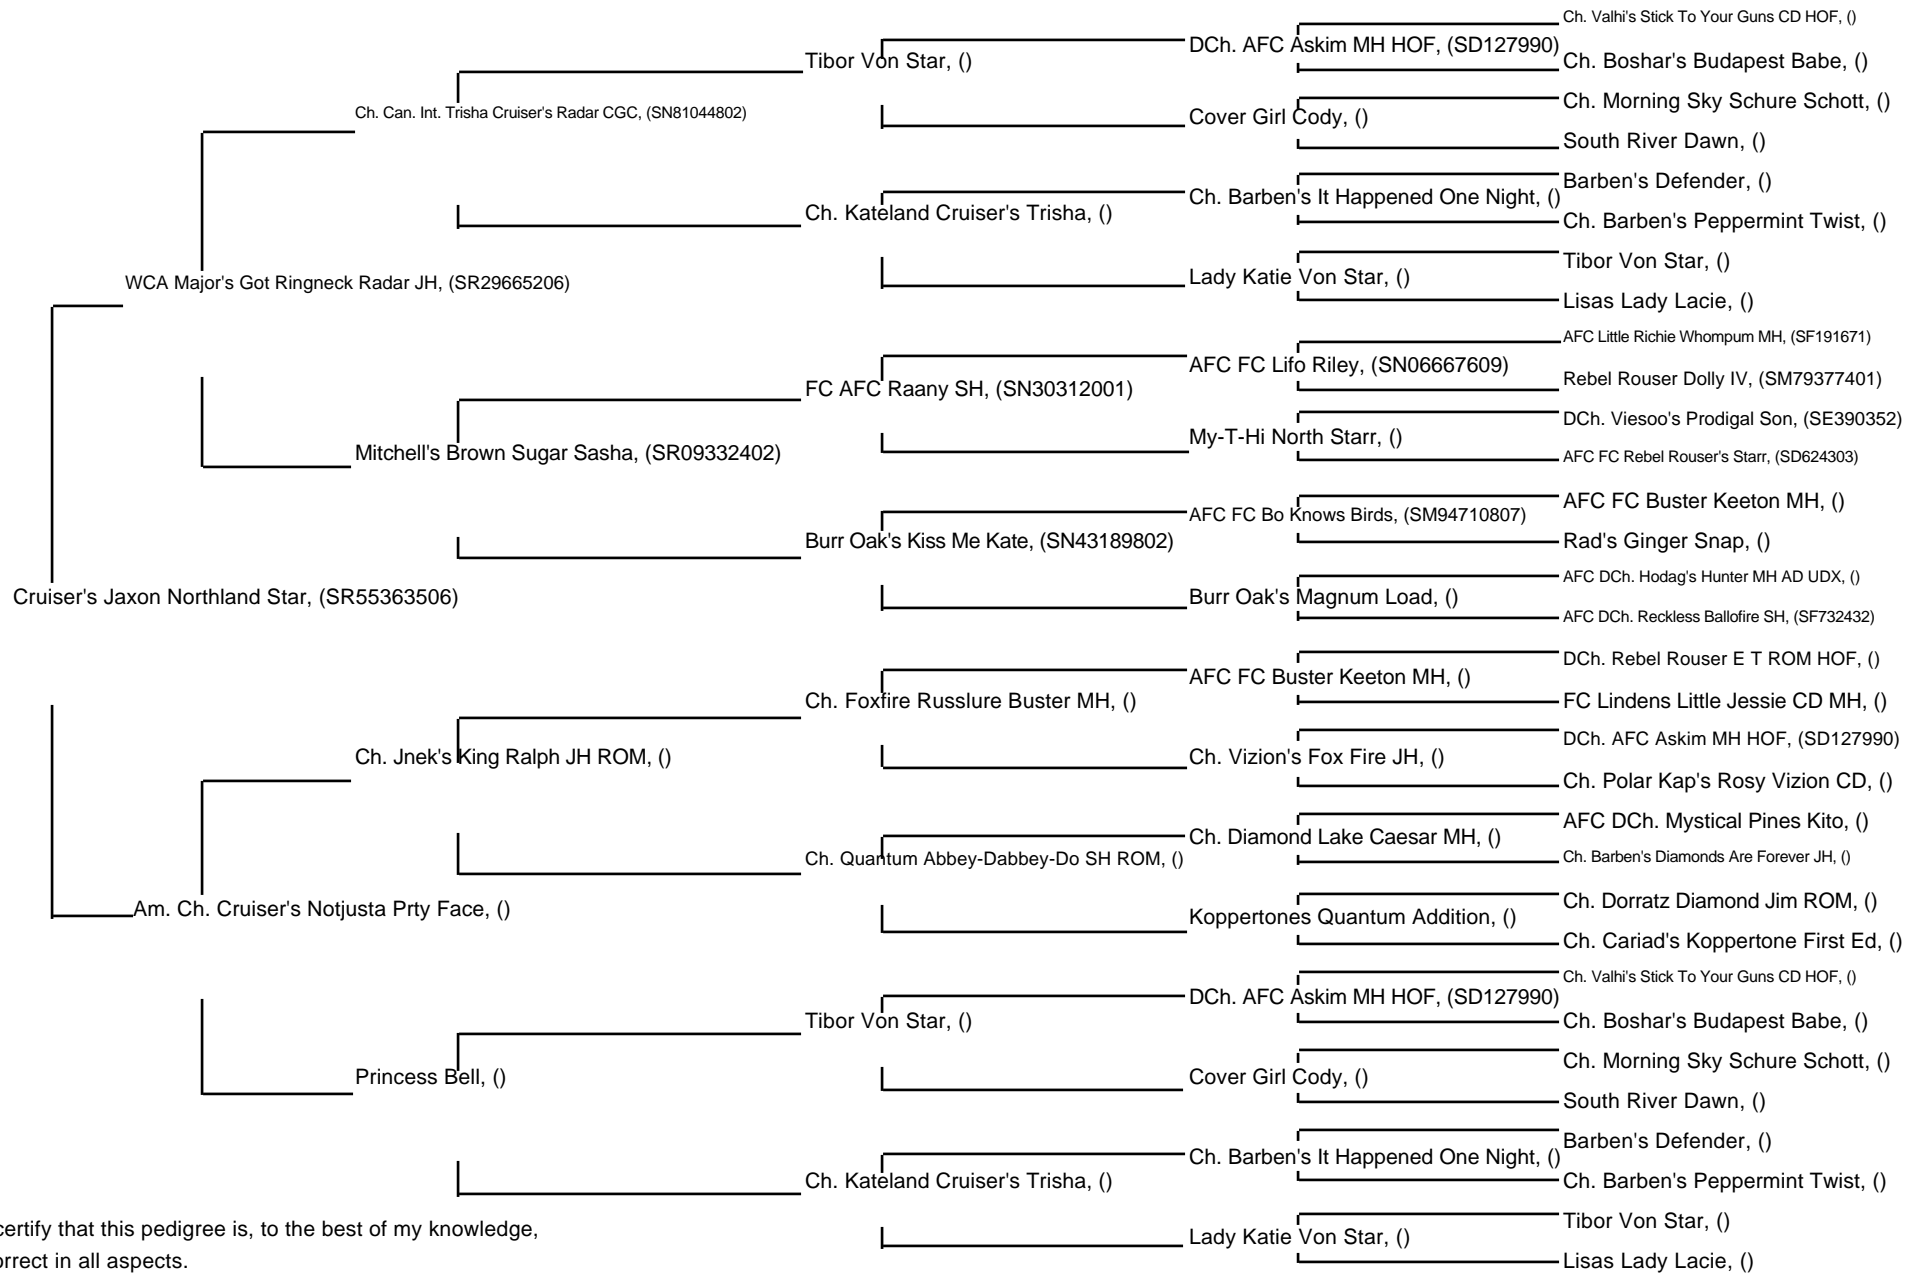 Ch. Valhi's Stick To Your Guns CD HOF, ()
DCh. AFC Askim MH HOF, (SD127990)
Tibor Von Star, ()
Ch. Boshar's Budapest Babe, ()
Ch. Can. Int. Trisha Cruiser's Radar CGC, (SN81044802)
Ch. Morning Sky Schure Schott, ()
Cover Girl Cody, ()
South River Dawn, ()
Barben's Defender, ()
Ch. Barben's It Happened One Night, ()
Ch. Kateland Cruiser's Trisha, ()
Ch. Barben's Peppermint Twist, ()
Tibor Von Star, ()
Lady Katie Von Star, ()
WCA Major's Got Ringneck Radar JH, (SR29665206)
Lisas Lady Lacie, ()
AFC Little Richie Whompum MH, (SF191671)
AFC FC Lifo Riley, (SN06667609)
Rebel Rouser Dolly IV, (SM79377401)
FC AFC Raany SH, (SN30312001)
DCh. Viesoo's Prodigal Son, (SE390352)
My-T-Hi North Starr, ()
Mitchell's Brown Sugar Sasha, (SR09332402)
AFC FC Rebel Rouser's Starr, (SD624303)
AFC FC Buster Keeton MH, ()
AFC FC Bo Knows Birds, (SM94710807)
Burr Oak's Kiss Me Kate, (SN43189802)
Rad's Ginger Snap, ()
AFC DCh. Hodag's Hunter MH AD UDX, ()
Cruiser's Jaxon Northland Star, (SR55363506)
Burr Oak's Magnum Load, ()
AFC DCh. Reckless Ballofire SH, (SF732432)
DCh. Rebel Rouser E T ROM HOF, ()
AFC FC Buster Keeton MH, ()
Ch. Foxfire Russlure Buster MH, ()
FC Lindens Little Jessie CD MH, ()
DCh. AFC Askim MH HOF, (SD127990)
Ch. Jnek's King Ralph JH ROM, ()
Ch. Vizion's Fox Fire JH, ()
Ch. Polar Kap's Rosy Vizion CD, ()
AFC DCh. Mystical Pines Kito, ()
Ch. Diamond Lake Caesar MH, ()
Ch. Quantum Abbey-Dabbey-Do SH ROM, ()
Ch. Barben's Diamonds Are Forever JH, ()
Ch. Dorratz Diamond Jim ROM, ()
Am. Ch. Cruiser's Notjusta Prty Face, ()
Koppertones Quantum Addition, ()
Ch. Cariad's Koppertone First Ed, ()
Ch. Valhi's Stick To Your Guns CD HOF, ()
DCh. AFC Askim MH HOF, (SD127990)
Tibor Von Star, ()
Ch. Boshar's Budapest Babe, ()
Ch. Morning Sky Schure Schott, ()
Princess Bell, ()
Cover Girl Cody, ()
South River Dawn, ()
Barben's Defender, ()
Ch. Barben's It Happened One Night, ()
Ch. Kateland Cruiser's Trisha, ()
Ch. Barben's Peppermint Twist, ()
Tibor Von Star, ()
Lady Katie Von Star, ()
Lisas Lady Lacie, ()
certify that this pedigree is, to the best of my knowledge,
orrect in all aspects.